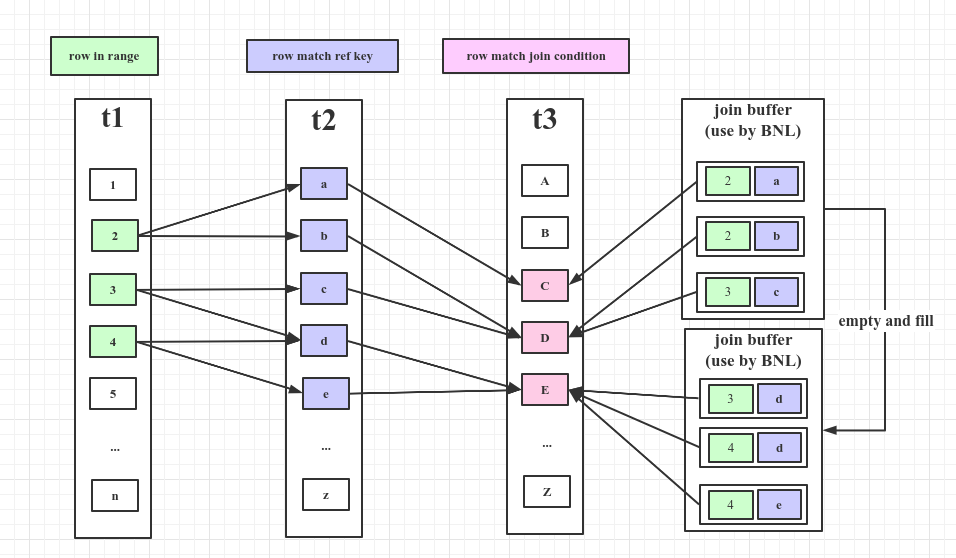 row in range
row match ref key
row match join condition
t1
1
2
3
4
5
...
n
t2
a
b
c
d
e
...
z
t3
A
B
C
D
E
...
Z
join buffer
(use by BNL)
2 a
2 b
3 c
empty and fill
join buffer
(use by BNL)
3 d
4 d
4 e